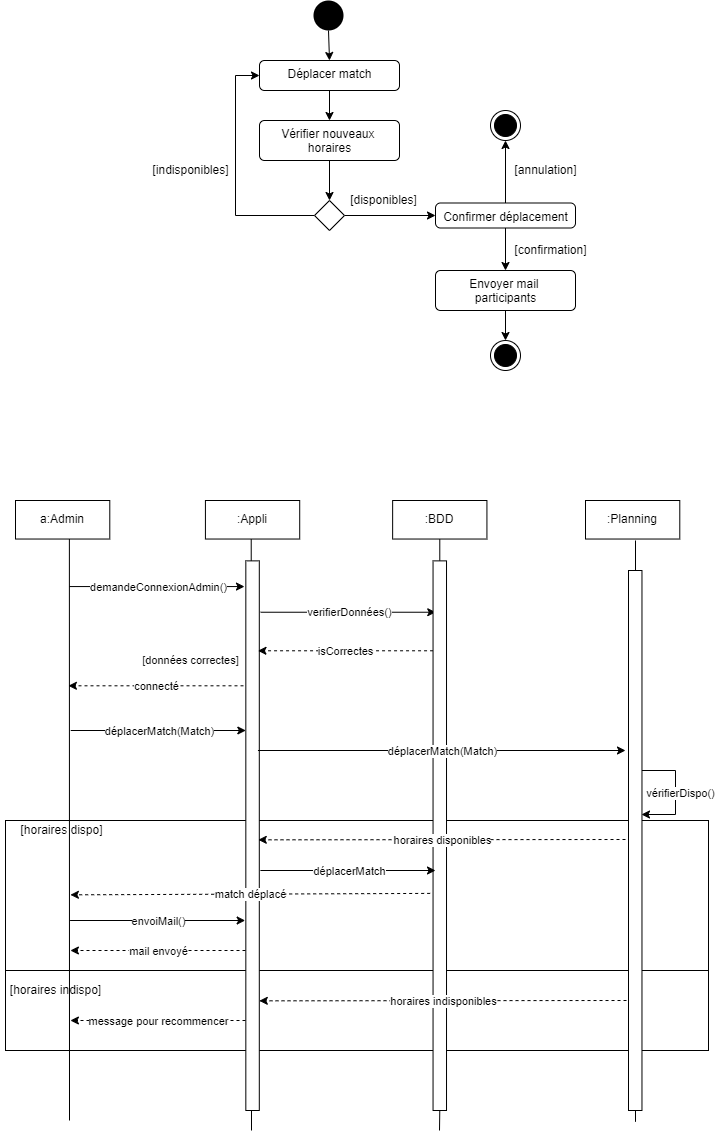 Déplacer match
Vérifier nouveaux
horaires
[indisponibles]
[disponibles]
[annulation]
Confirmer déplacement
[confirmation]
Envoyer mail
participants
a:Admin
:Appli
:BDD
:Planning
demandeConnexionAdmin()
verifierDonnées()
isCorrectes
[données correctes]
connecté
déplacerMatch(Match)
déplacerMatch(Match)
vérifierDispo()
[horaires dispo]
horaires disponibles
déplacerMatch
match déplacé
envoiMail()
mail envoyé
[horaires indispo]
horaires indisponibles
message pour recommencer